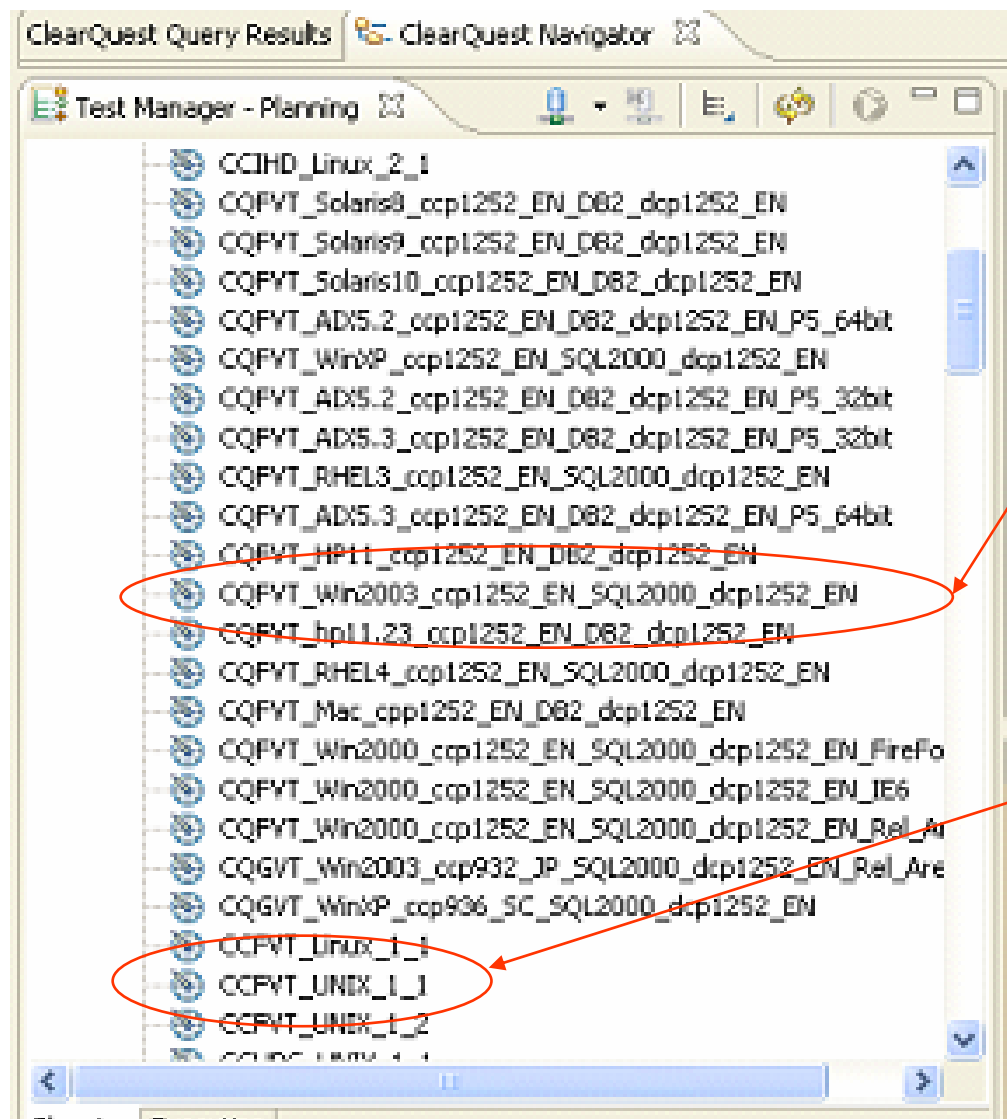 ClearQuest Query Results ClearQuest Navigator
Test Manager - Planning
CCIHD_Linux_2_1
CQFVT_Solaris8_ccp1252_EN_DB2_dcp1252_EN
CQFVT_Solaris9_ccp1252_EN_DB2_dcp1252_EN
CQFVT_Solaris10_ccp1252_EN_DB2_dcp1252_EN
CQFVT_AIX5.2_ccp1252_EN_DB2_dcp1252_EN_P5_64bit
CQFVT_WinXP_ccp1252_EN_SQL2000_dcp1252_EN
CQFVT_AIX5.2_ccp1252_EN_DB2_dcp1252_EN_P5_32bit
CQFVT_AIX5.3_ccp1252_EN_DB2_dcp1252_EN_P5_32bit
CQFVT_RHEL3_ccp1252_EN_SQL2000_dcp1252_EN
CQFVT_AIX5.3_ccp1252_EN_DB2_dcp1252_EN_P5_64bit
CQFVT_HP11_ccp1252_EN_DB2_dcp1252_EN
CQFVT_Win2003_ccp1252_EN_SQL2000_dcp1252_EN
CQFVT_hp11.23_ccp1252_EN_DB2_dcp1252_EN
CQFVT_RHEL4_ccp1252_EN_SQL2000_dcp1252_EN
CQFVT_Mac_cpp1252_EN_DB2_dcp1252_EN
CQFVT_Win2000_ccp1252_EN_SQL2000_dcp1252_EN_FireFo
CQFVT_Win2000_ccp1252_EN_SQL2000_dcp1252_EN_IE6
CQFVT_Win2000_ccp1252_EN_SQL2000_dcp1252_EN_Rel_Ar
CQGVT_Win2003_ccp932_JP_SQL2000_dcp1252_EN_Rel_Are
CQGVT_WinXP_ccp936_SC_SQL2000_dcp1252_EN
CCFVT_Linux_1_1
CCFVT_UNIX_1_1
CCFVT_UNIX_1_2